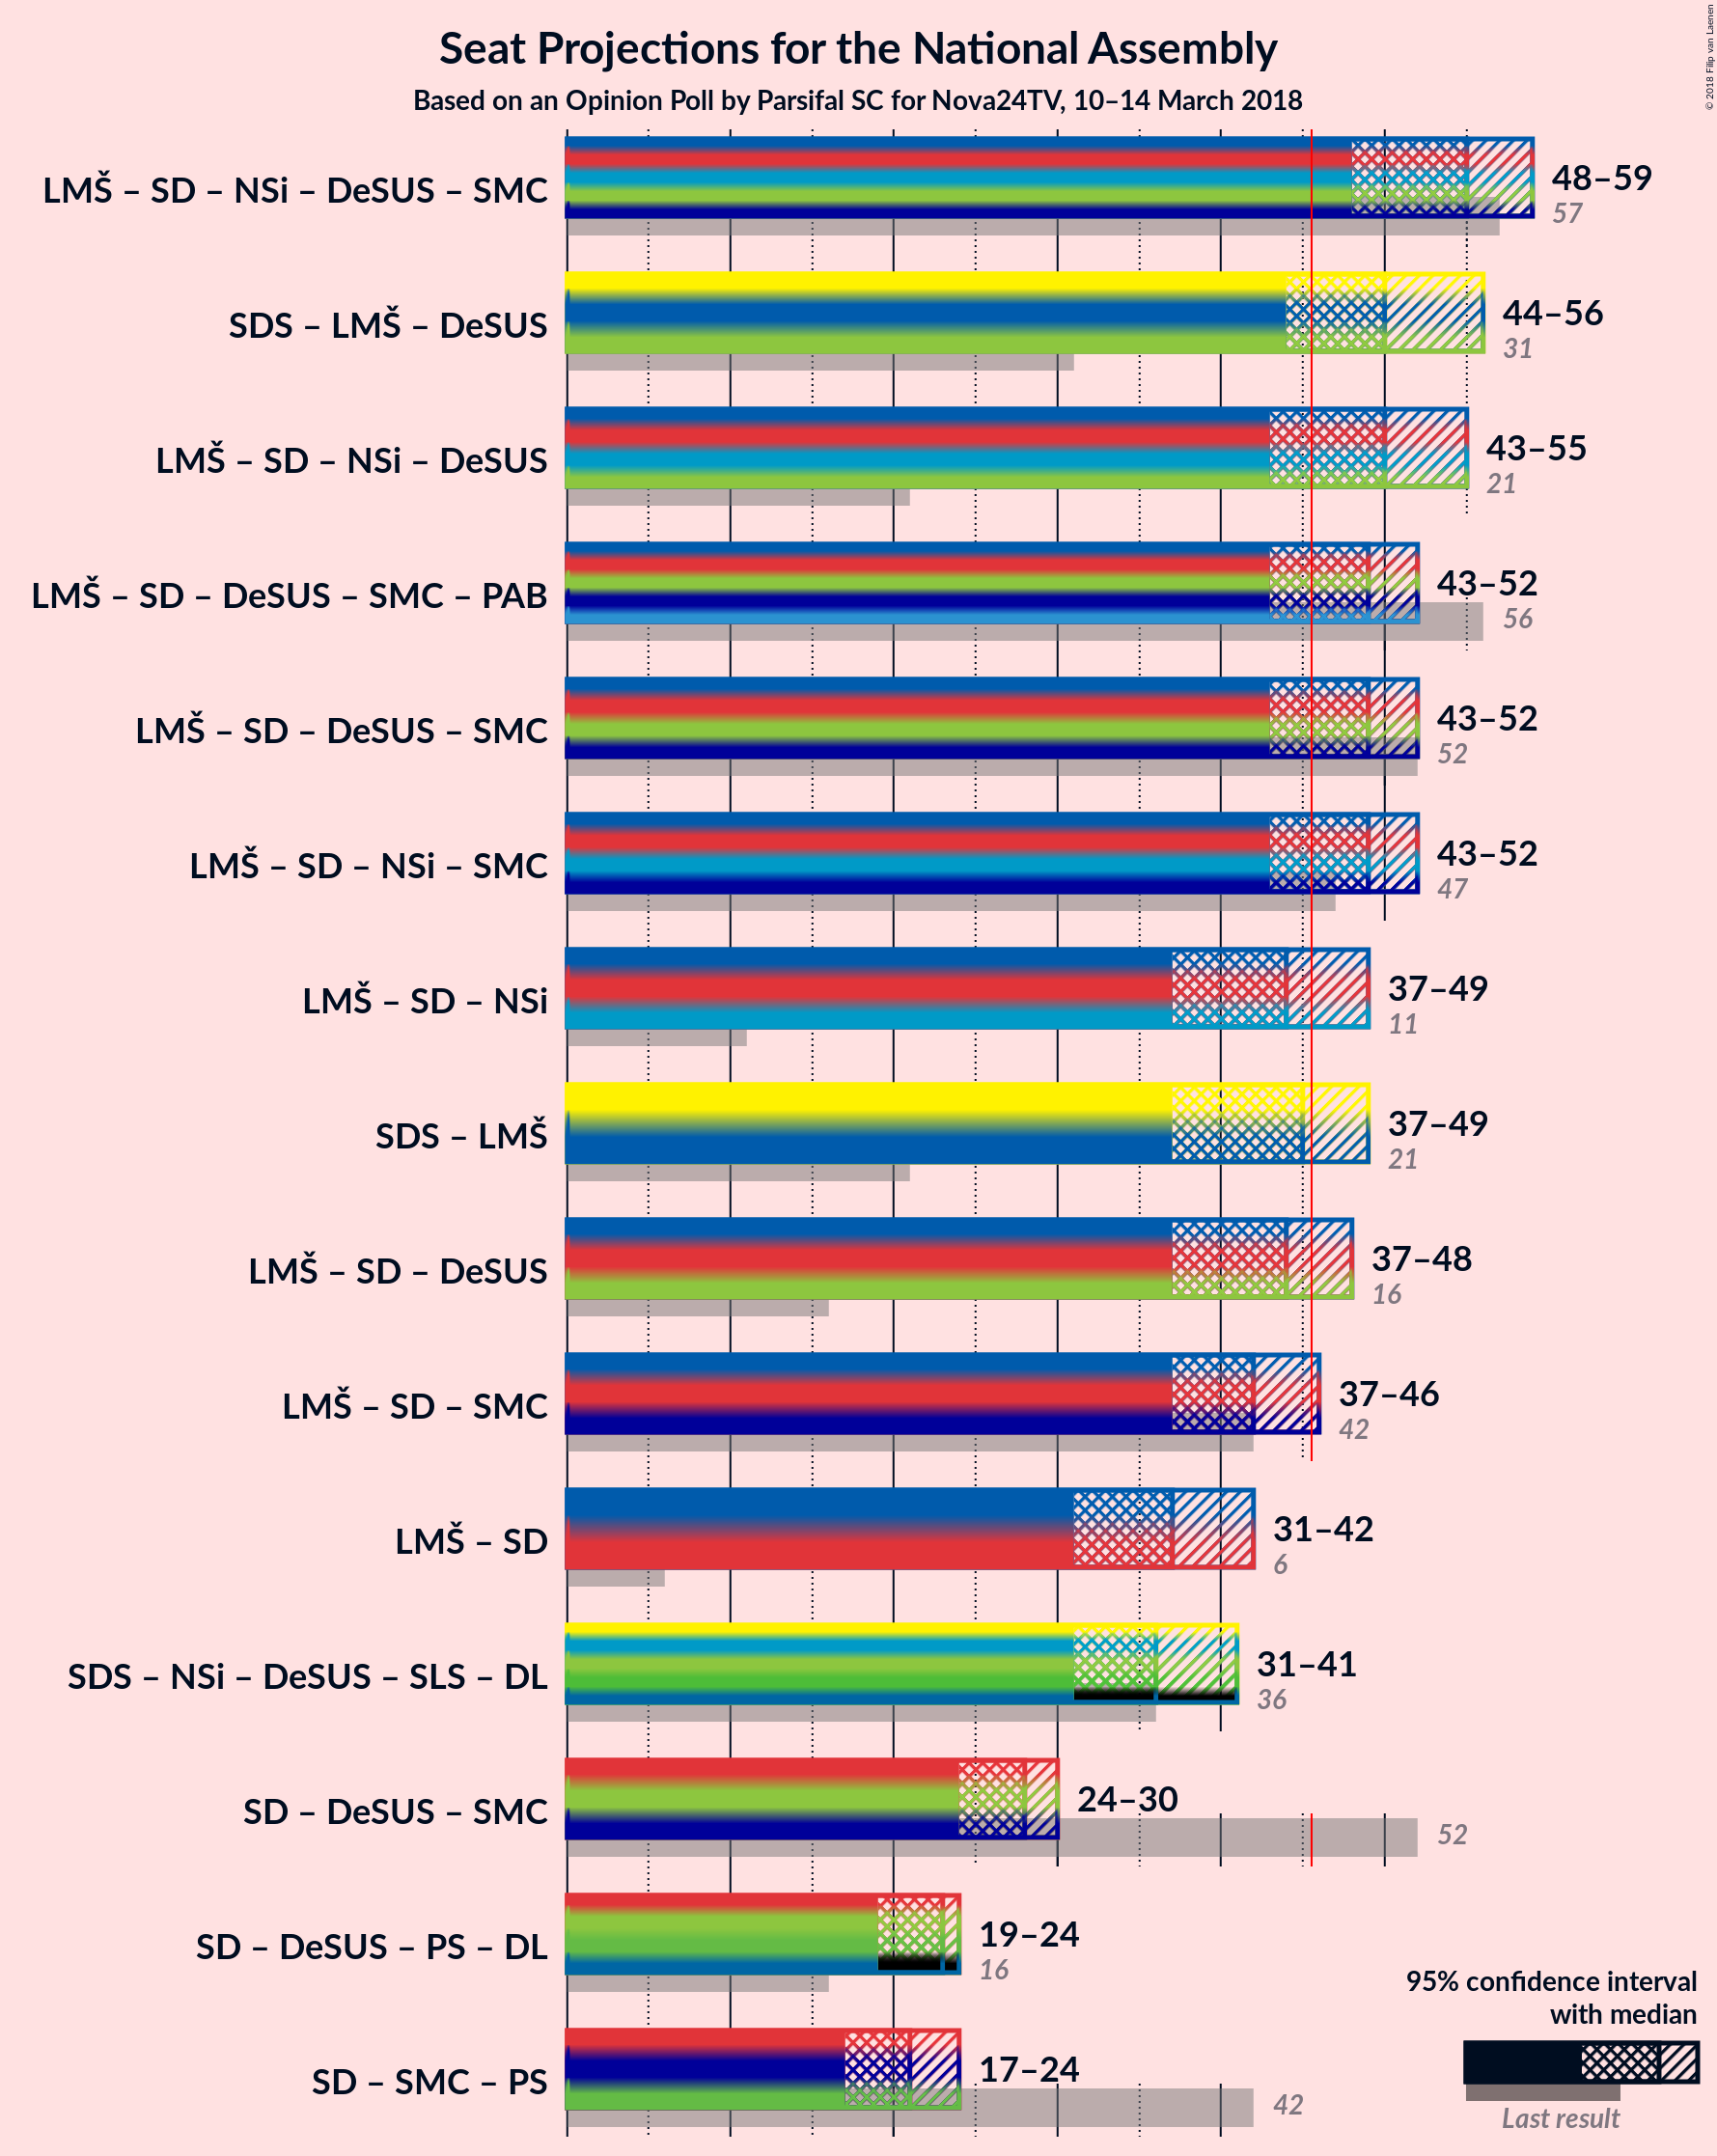 Seat Projections for the National Assembly
Based on an Opinion Poll by Parsifal SC for Nova24TV, 10–14 March 2018
© 2018 Filip van Laenen
LMŠ – SD – NSi – DeSUS – SMC
48–59
57
SDS – LMŠ – DeSUS
44–56
31
LMŠ – SD – NSi – DeSUS
43–55
21
LMŠ – SD – DeSUS – SMC – PAB
43–52
56
LMŠ – SD – DeSUS – SMC
43–52
52
LMŠ – SD – NSi – SMC
43–52
47
LMŠ – SD – NSi
37–49
11
SDS – LMŠ
37–49
21
LMŠ – SD – DeSUS
37–48
16
LMŠ – SD – SMC
37–46
42
LMŠ – SD
31–42
6
SDS – NSi – DeSUS – SLS – DL
31–41
36
SD – DeSUS – SMC
24–30
52
SD – DeSUS – PS – DL
19–24
16
SD – SMC – PS
17–24
42
95% confidence interval
with median
Last result